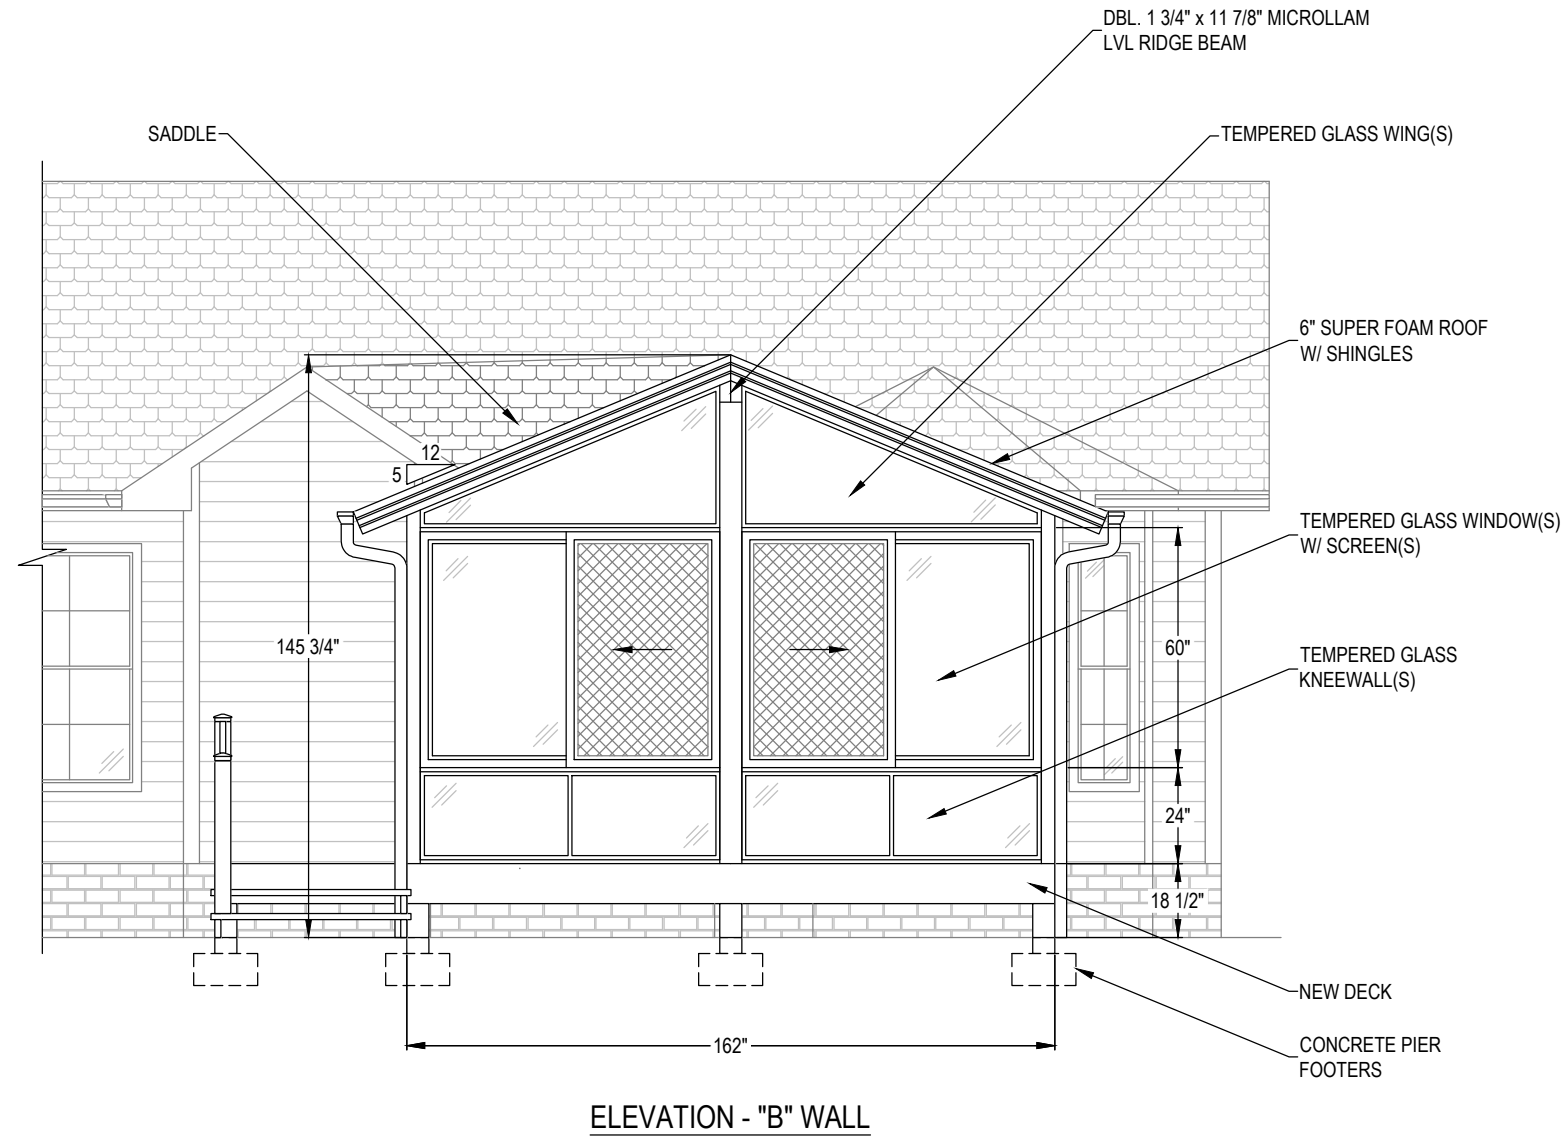 DBL. 1 3/4" x 11 7/8" MICROLLAM
LVL RIDGE BEAM
SADDLE
TEMPERED GLASS WING(S)
6" SUPER FOAM ROOF
W/ SHINGLES
12
5
TEMPERED GLASS WINDOW(S)
W/ SCREEN(S)
145 3/4"
60"
TEMPERED GLASS
KNEEWALL(S)
24"
18 1/2"
NEW DECK
162"
CONCRETE PIER
FOOTERS
ELEVATION - "B" WALL